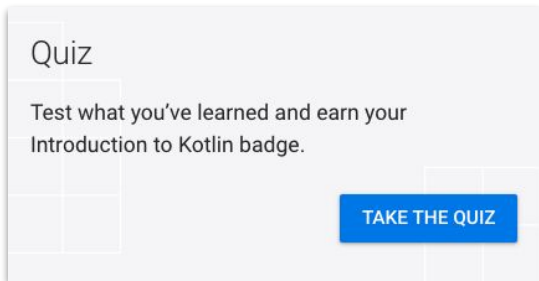 Quiz
Test what you've learned and earn your
Introduction to Kotlin badge.
TAKE THE QUIZ